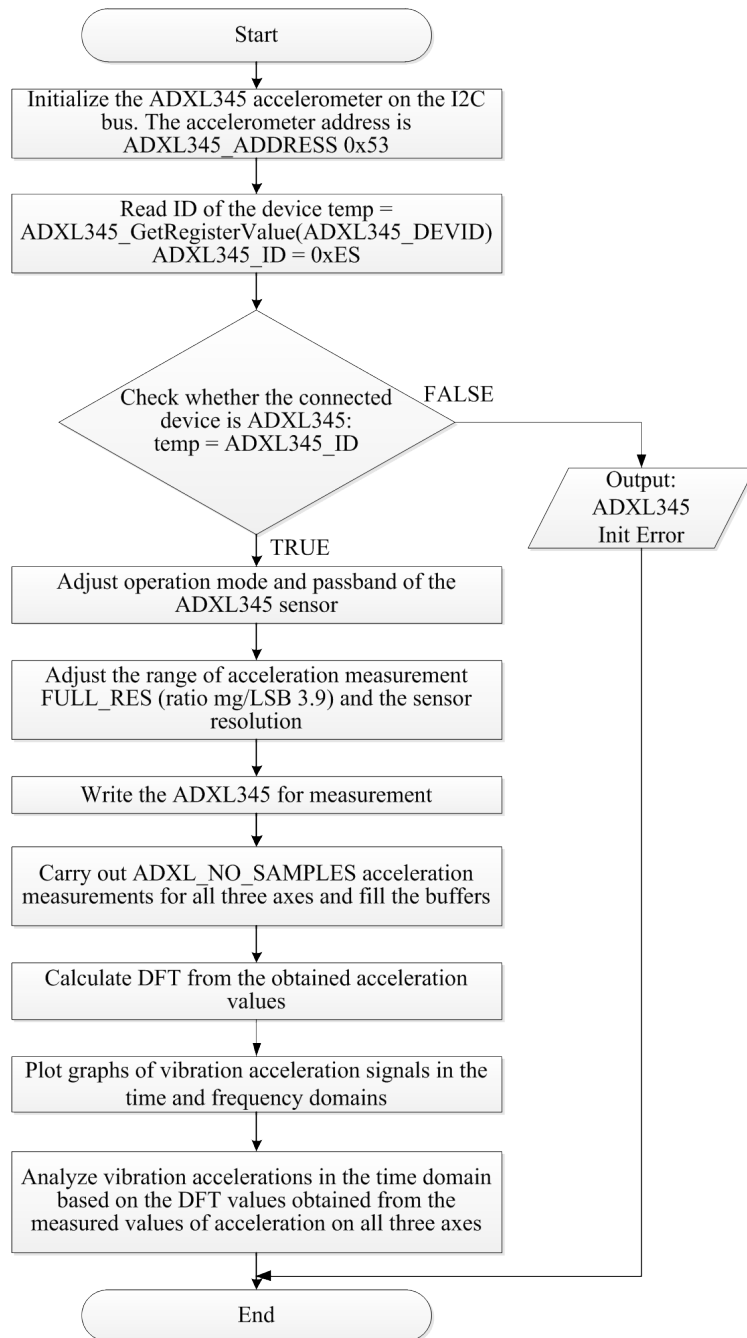 Start
Initialize the ADXL345 accelerometer on the I2C
bus. The accelerometer address is
ADXL345_ADDRESS 0x53
Read ID of the device temp =
ADXL345_GetRegisterValue(ADXL345_DEVID)
ADXL345_ID = 0xES
Check whether the connected
device is ADXL345:
temp = ADXL345_ID
FALSE
Output:
ADXL345
Init Error
TRUE
Adjust operation mode and passband of the
ADXL345 sensor
Adjust the range of acceleration measurement
FULL_RES (ratio mg/LSB 3.9) and the sensor
resolution
Write the ADXL345 for measurement
Carry out ADXL_NO_SAMPLES acceleration
measurements for all three axes and fill the buffers
Calculate DFT from the obtained acceleration
values
Plot graphs of vibration acceleration signals in the
time and frequency domains
Analyze vibration accelerations in the time domain
based on the DFT values obtained from the
measured values of acceleration on all three axes
End